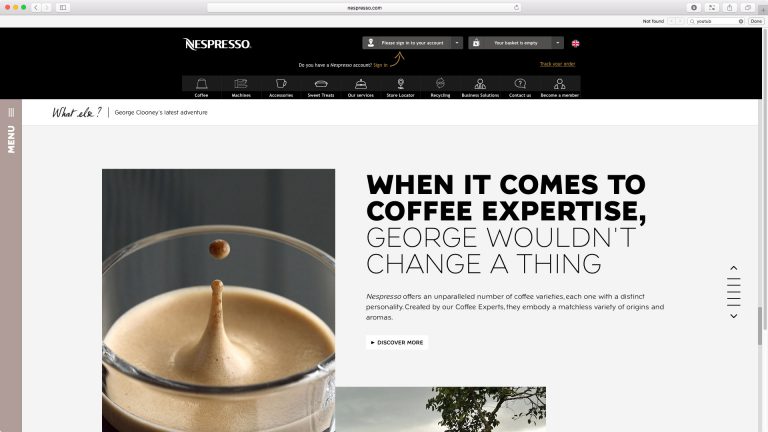 nespresso.com
Not found
youtub
Done
NESPRESSO.
Please sign in to your account
Your basket is empty
Do you have a Nespresso account? Sign in
Track your order
Coffee
Machines
Accessories
Sweet Treats
Our services
Store Locator
Recycling
Business Solutions
Contact us
Become a member
MENU
What else?
George Clooney's latest adventure
WHEN IT COMES TO
COFFEE EXPERTISE,
GEORGE WOULDN'T
CHANGE A THING
Nespresso offers an unparalleled number of coffee varieties, each one with a distinct
personality. Created by our Coffee Experts, they embody a matchless variety of origins and
aromas.
DISCOVER MORE